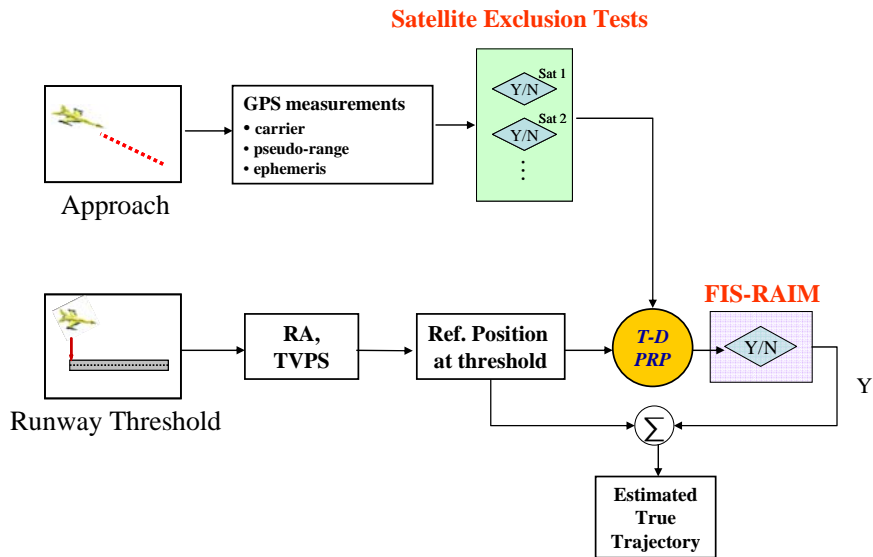 Satellite Exclusion Tests
Sat 1
Y/N
Sat 2
Y/N
GPS measurements
• carrier
• pseudo-range
• ephemeris
Approach
FIS-RAIM
RA,
TVPS
Ref. Position
at threshold
T-D
PRP
Y/N
Y
Runway Threshold
∑
Estimated
True
Trajectory